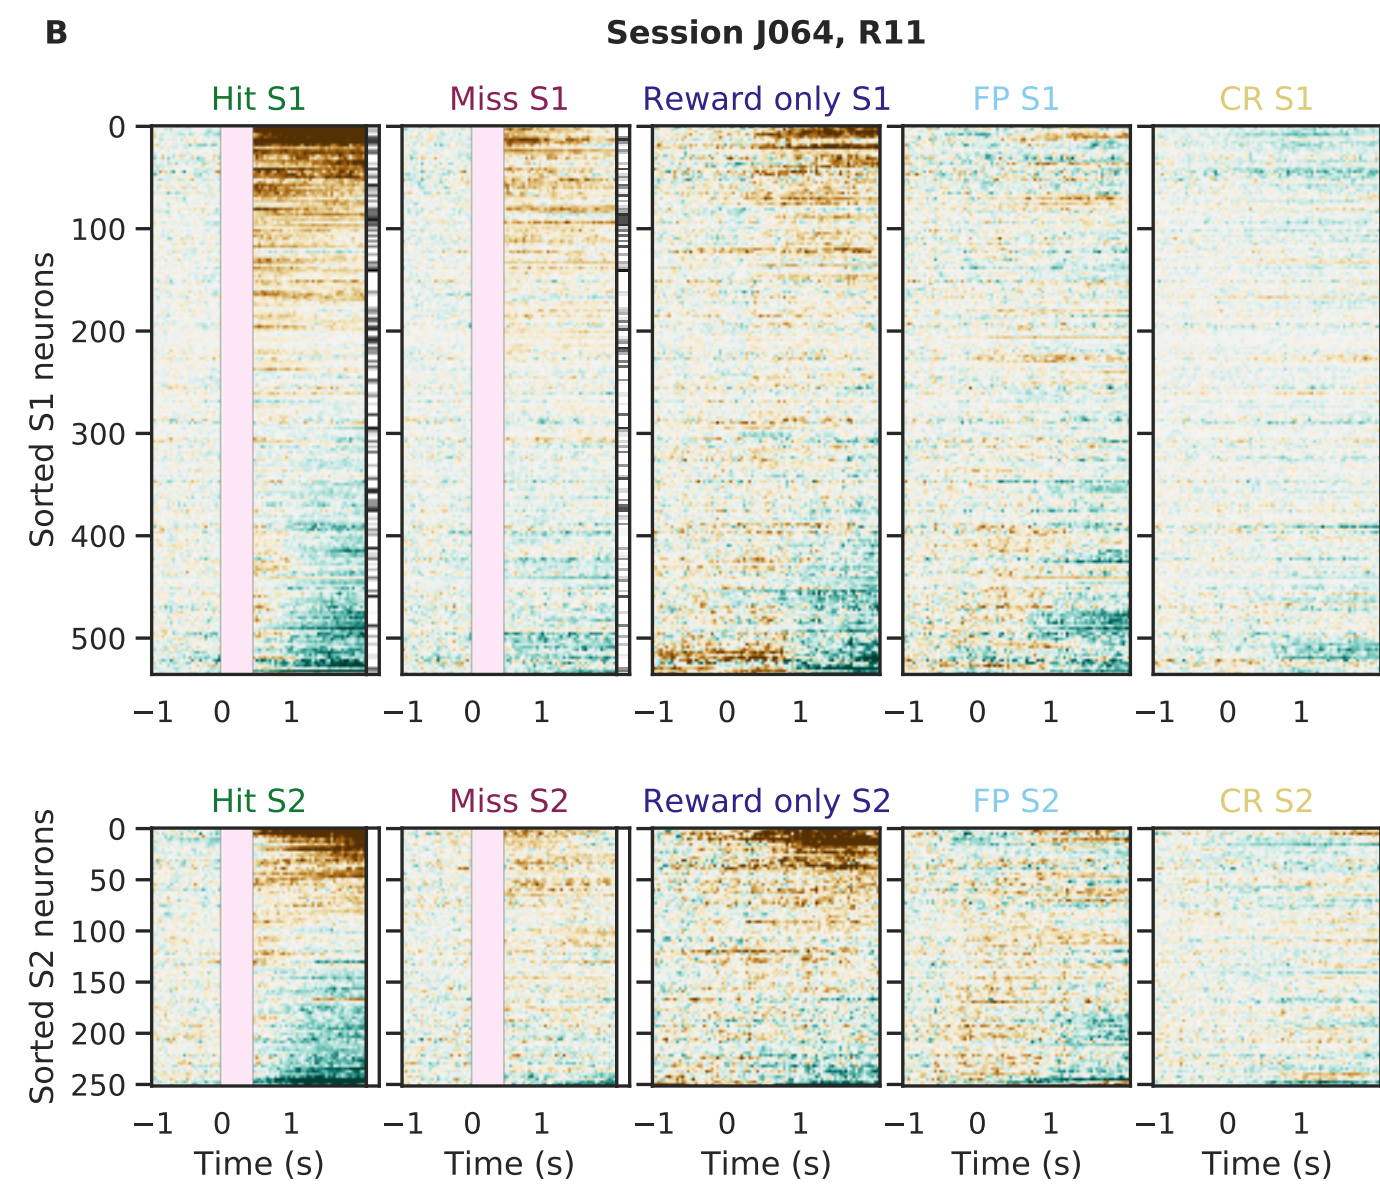 B
Session J064, R11
Hit S1 Miss S1 Reward only S1 FP S1 CR S1
Sorted S1 neurons
0
100
200
300
400
500
−1 0 1 −1 0 1 −1 0 1 −1 0 1 −1 0 1
Hit S2 Miss S2 Reward only S2 FP S2 CR S2
Sorted S2 neurons
0
50
100
150
200
250
−1 0 1 −1 0 1 −1 0 1 −1 0 1 −1 0 1
Time (s) Time (s) Time (s) Time (s) Time (s)